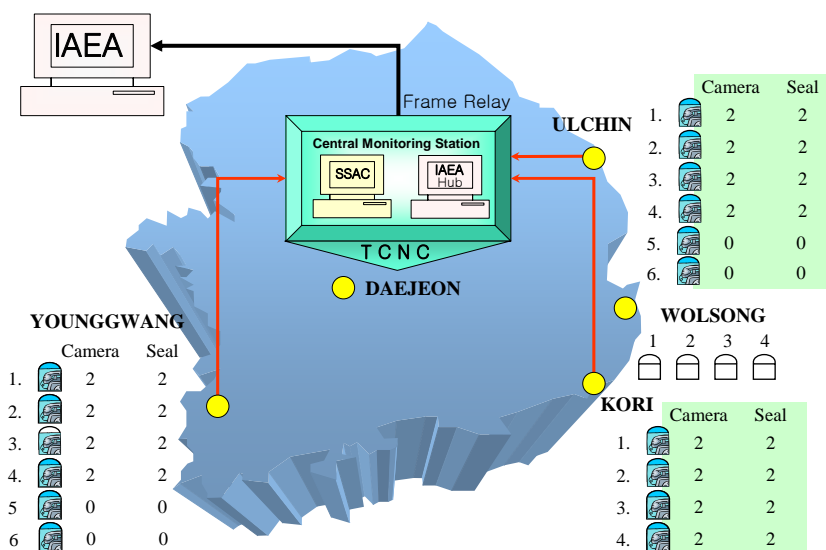 IAEA
Frame Relay
Central Monitoring Station
SSAC
IAEA
Hub
TCNC
DAEJEON
ULCHIN
Camera Seal
1. 2 2
2. 2 2
3. 2 2
4. 2 2
5. 0 0
6. 0 0
WOLSONG
1 2 3 4
YOUNGGWANG
Camera Seal
1. 2 2
2. 2 2
3. 2 2
4. 2 2
5 0 0
6 0 0
KORI
Camera Seal
1. 2 2
2. 2 2
3. 2 2
4. 2 2